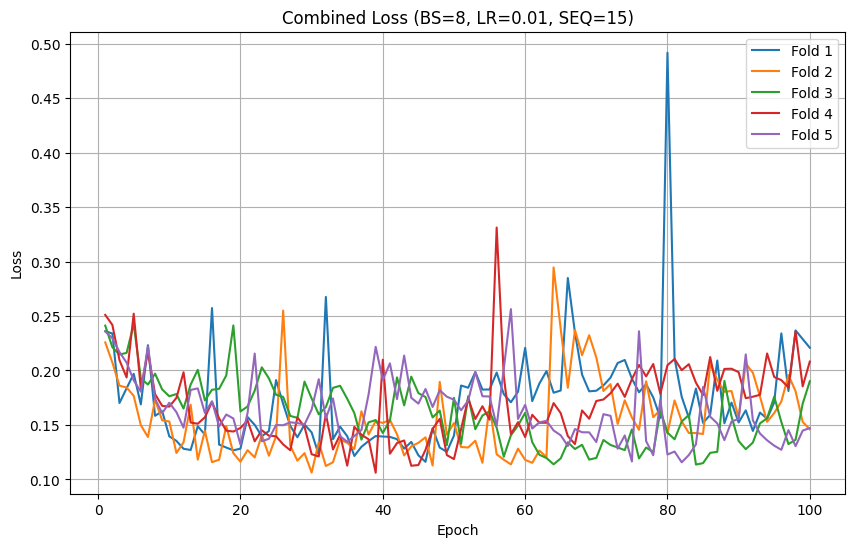 Combined Loss (BS=8, LR=0.01, SEQ=15)
0.50
0.45
0.40
0.35
0.30
0.25
0.20
0.15
0.10
Loss
Fold 1
Fold 2
Fold 3
Fold 4
Fold 5
0
20
40
60
80
100
Epoch